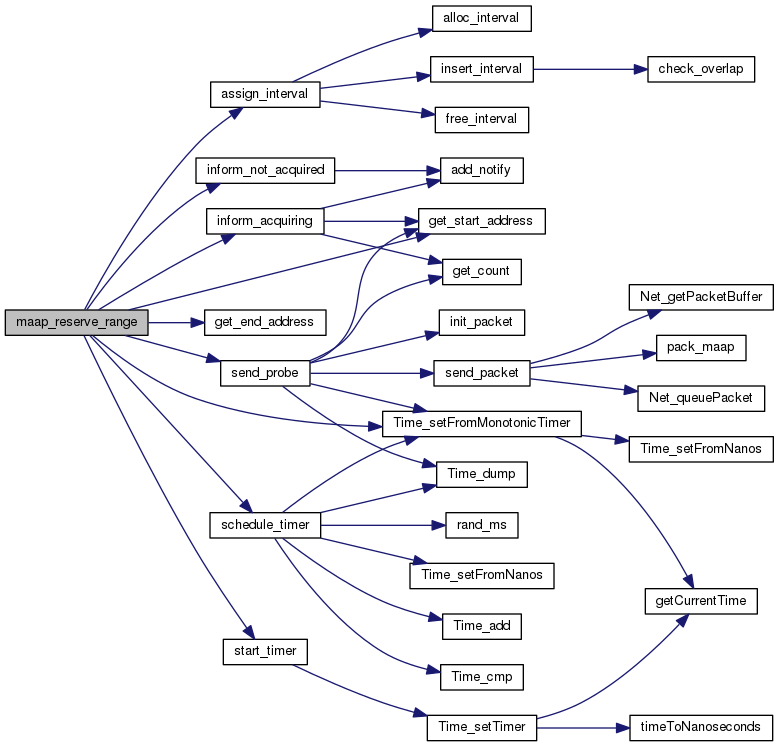 alloc_interval
insert_interval
check_overlap
assign_interval
free_interval
inform_not_acquired
add_notify
inform_acquiring
get_start_address
get_count
Net_getPacketBuffer
maap_reserve_range
get_end_address
init_packet
pack_maap
send_probe
send_packet
Net_queuePacket
Time_setFromMonotonicTimer
Time_setFromNanos
Time_dump
schedule_timer
rand_ms
Time_setFromNanos
getCurrentTime
Time_add
start_timer
Time_cmp
Time_setTimer
timeToNanoseconds